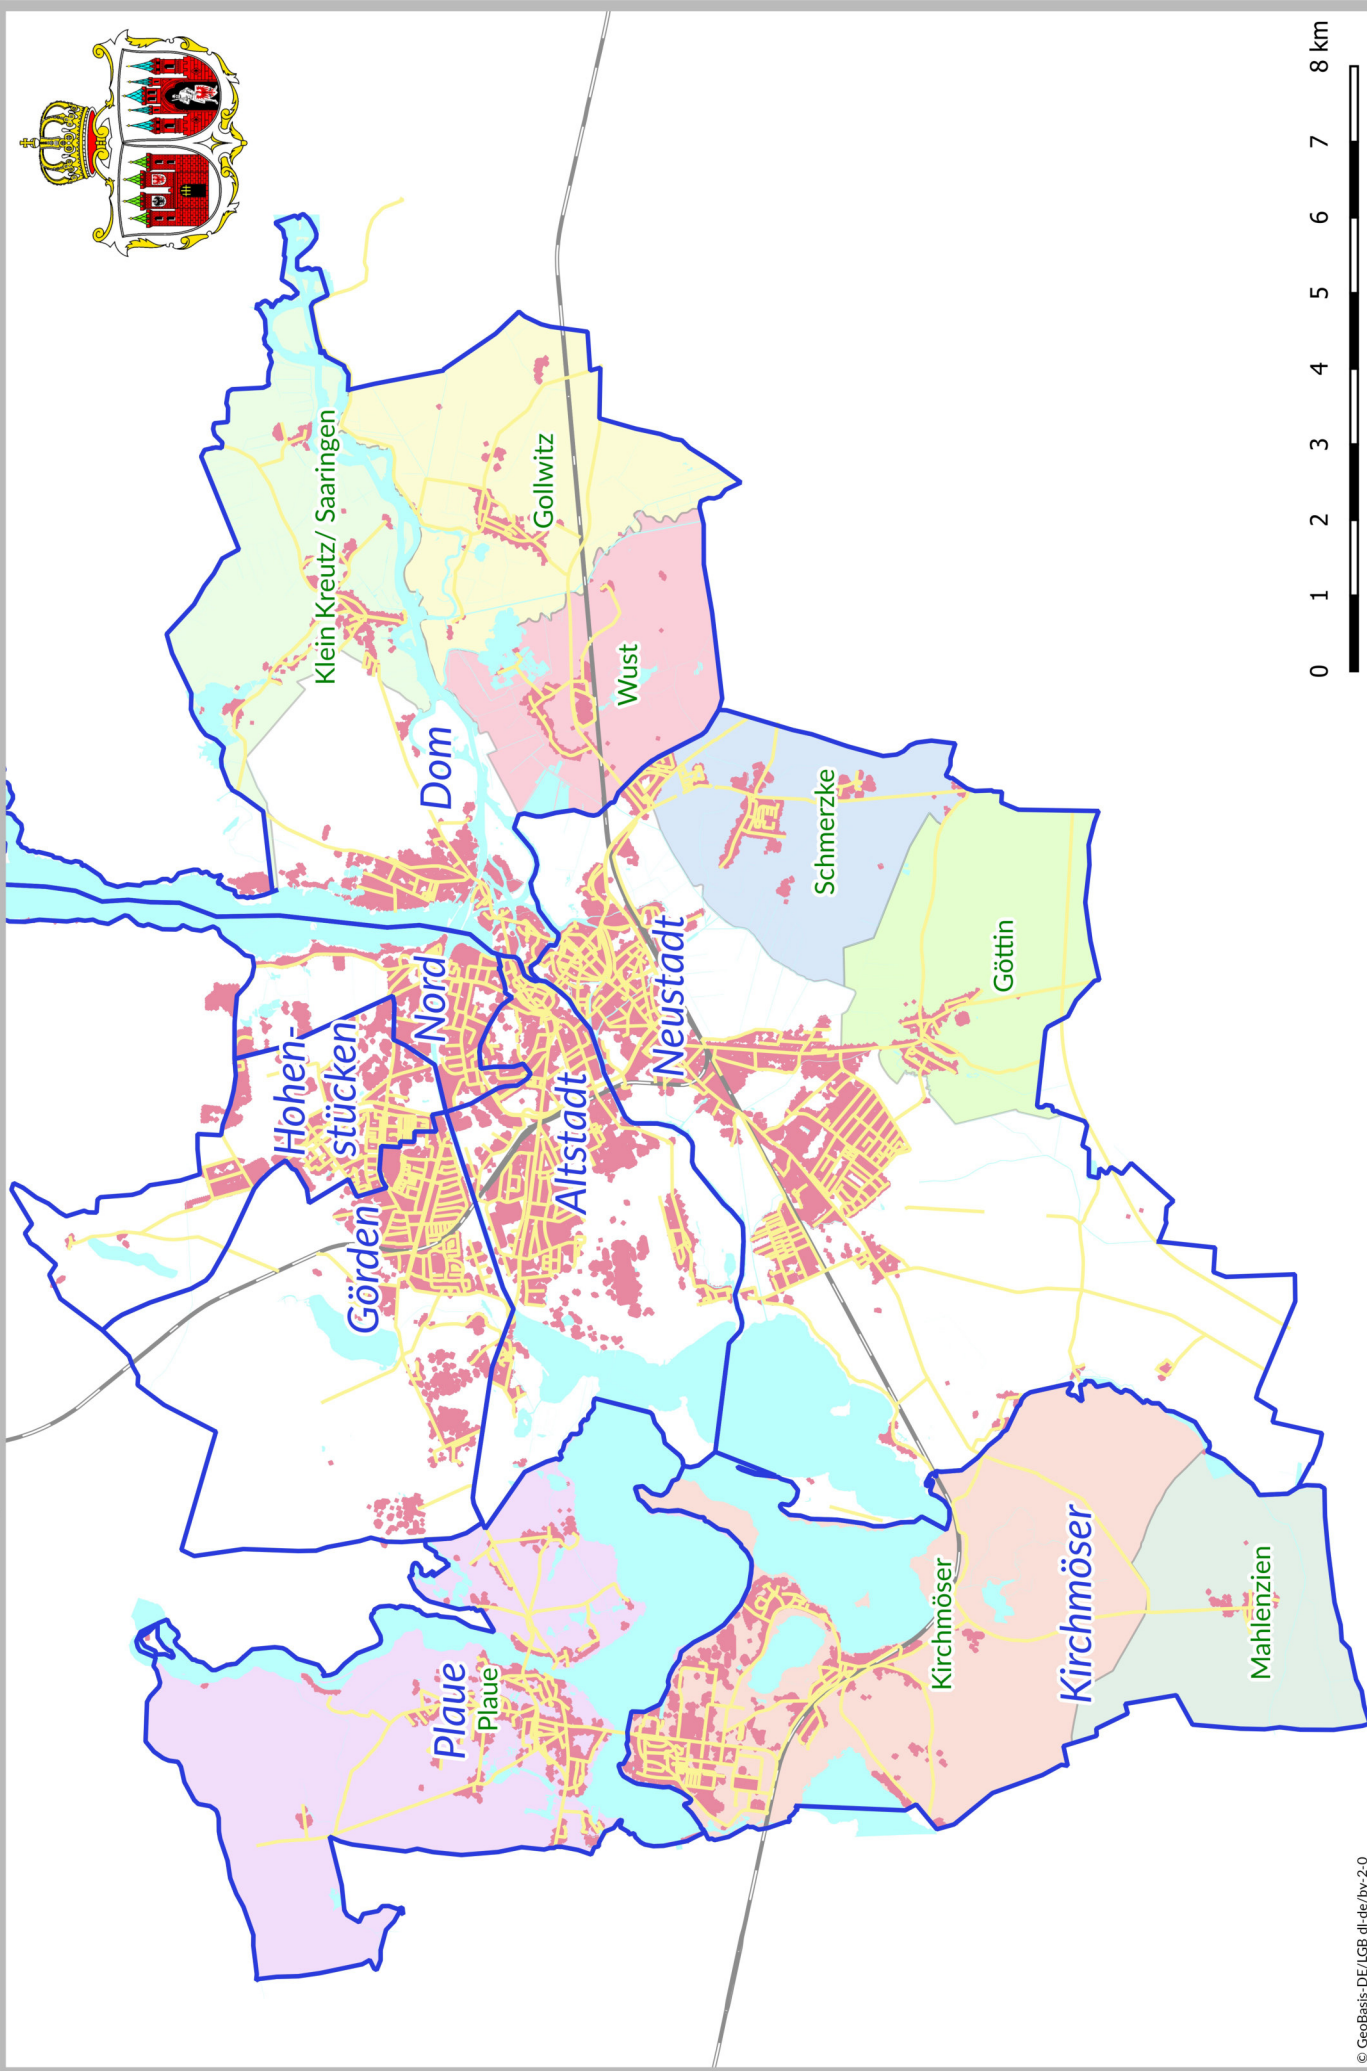 Klein Kreutz/ Saaringen
Hohen-
stücken
Görden
Nord
Dom
Plaue
Plaue
Gollwitz
Altstadt
Wust
Neustadt
Schmerzke
Kirchmöser
Göttin
Kirchmöser
Mahlenzien
0 1 2 3 4 5 6 7 8 km
© GeoBasis-DE/LGB dl-de/by-2-0